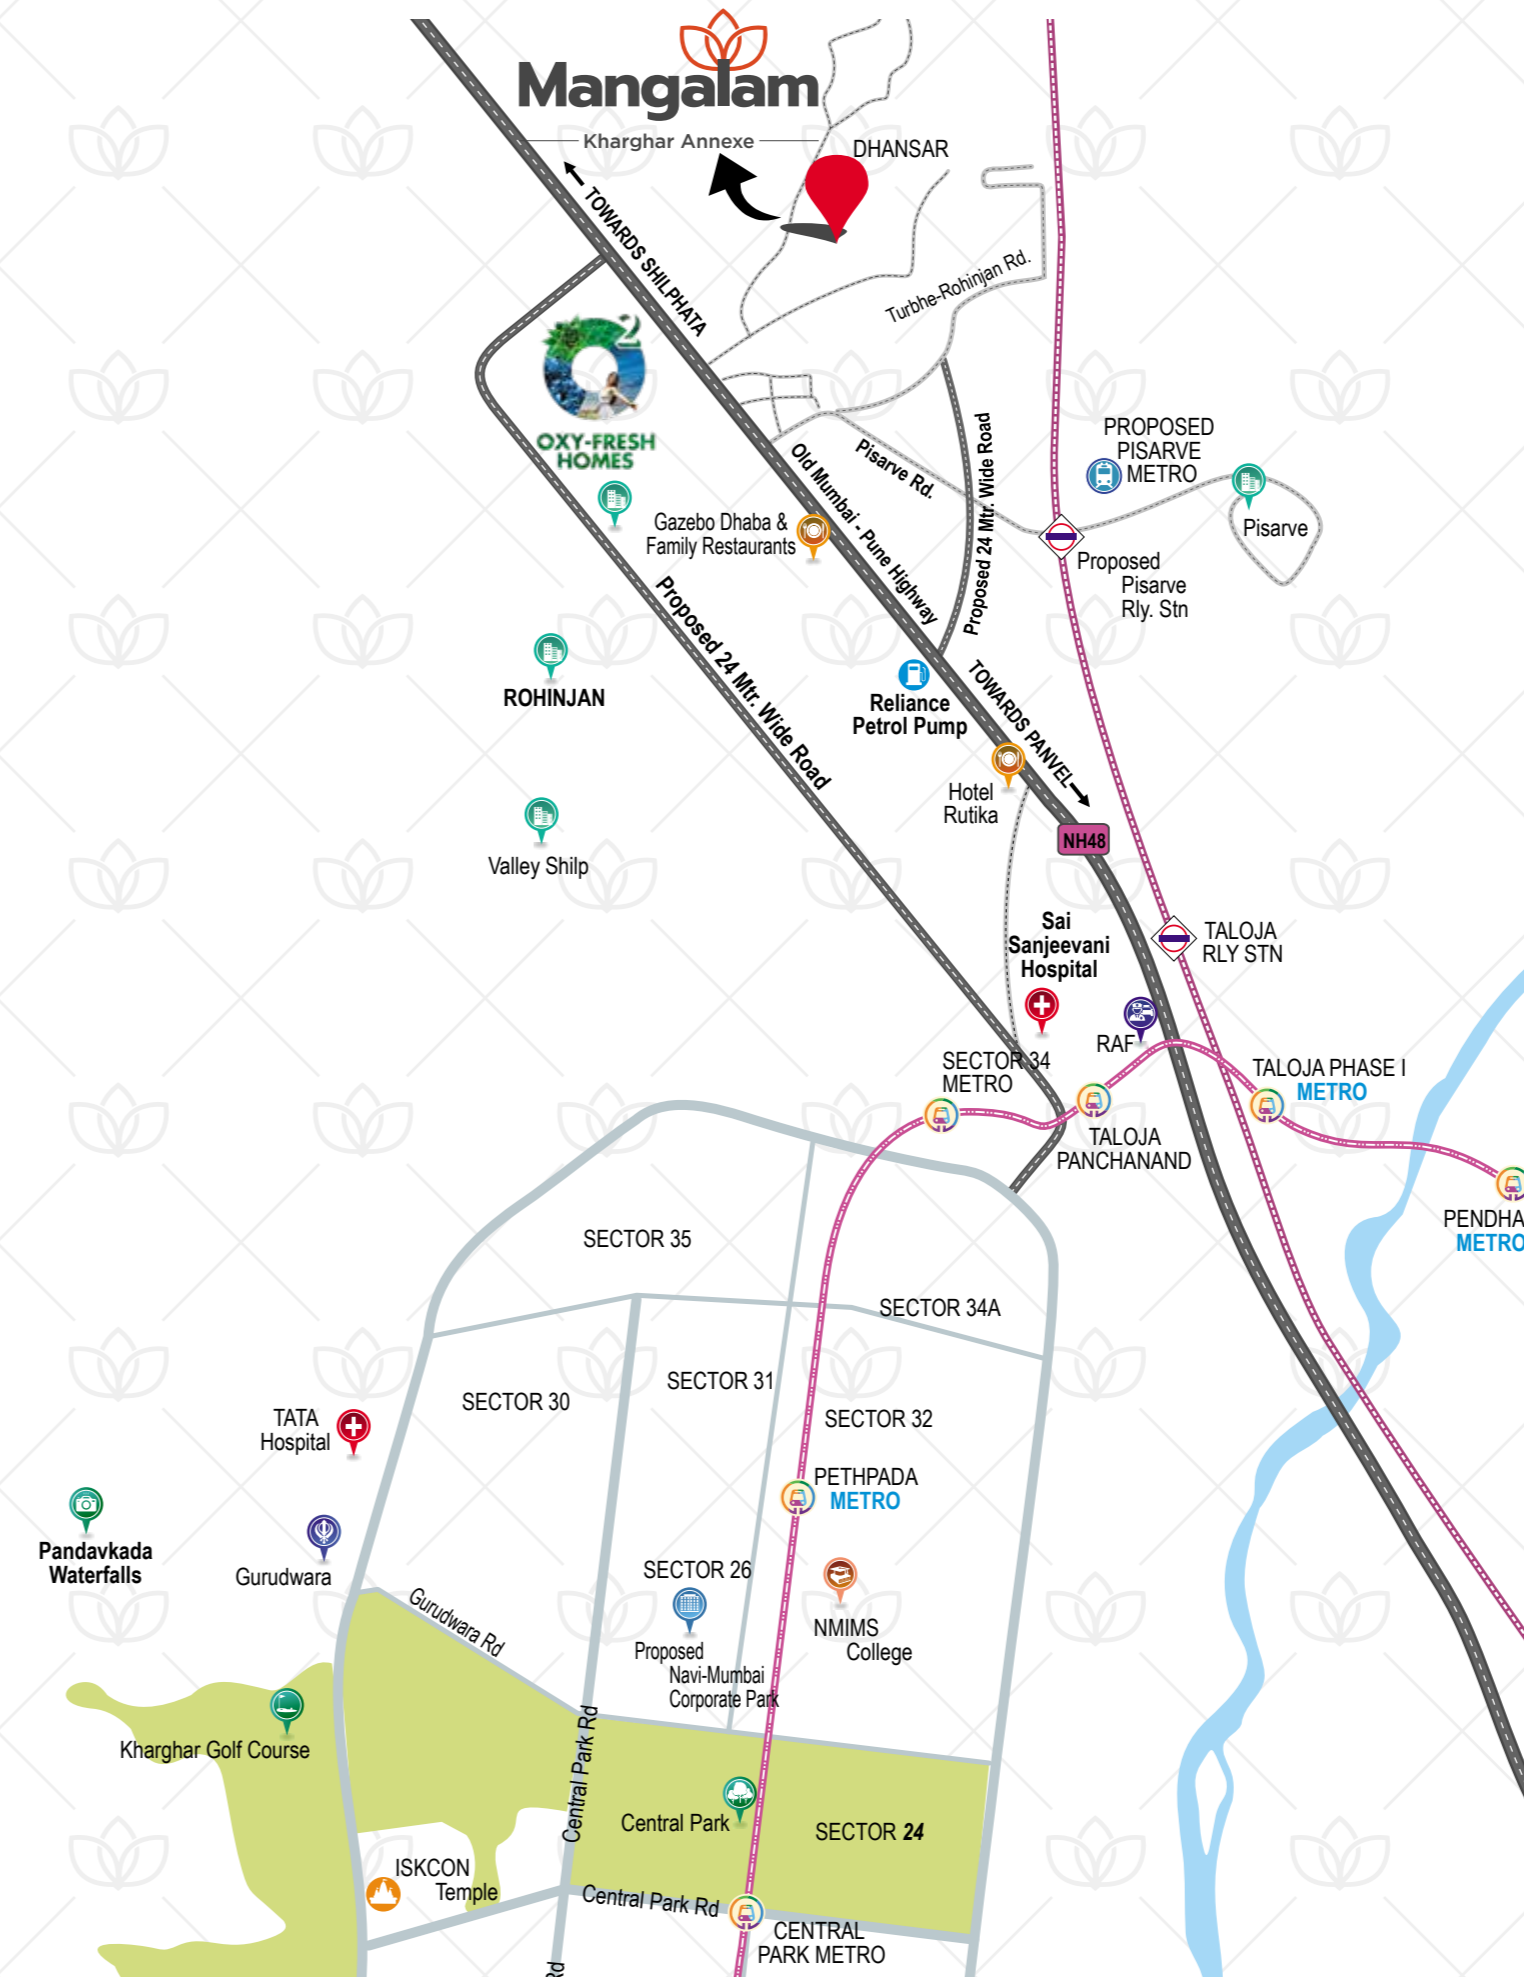 Mangalam
Kharghar Annexe
DHANSAR
TOWARDS SHILPHATA
Turbhe-Rohinjan Rd.
O2
OXY-FRESH
HOMES
Pisarve Rd.
Proposed 24 Mtr. Wide Road
PROPOSED
PISARVE
METRO
Pisarve
Gazebo Dhaba &
Family Restaurants
Old Mumbai - Pune Highway
Proposed
Pisarve
Rly. Stn
Proposed 24 Mtr. Wide Road
ROHINJAN
Reliance
Petrol Pump
TOWARDS PANVEL
Hotel
Rutika
NH48
Valley Shilp
Sai
Sanjeevani
Hospital
TALOJA
RLY STN
RAF
SECTOR 34
METRO
TALOJA PHASE I
METRO
TALOJA
PANCHANAND
PENDHA
METRO
SECTOR 35
SECTOR 34A
SECTOR 31
SECTOR 30
SECTOR 32
TATA
Hospital
PETHPADA
METRO
Pandavkada
Waterfalls
Gurudwara
SECTOR 26
Proposed
Navi-Mumbai
Corporate Park
NMIMS
College
Gurudwara Rd
Kharghar Golf Course
Central Park Rd
Central Park
SECTOR 24
ISKCON
Temple
Central Park Rd
CENTRAL
PARK METRO
Rd